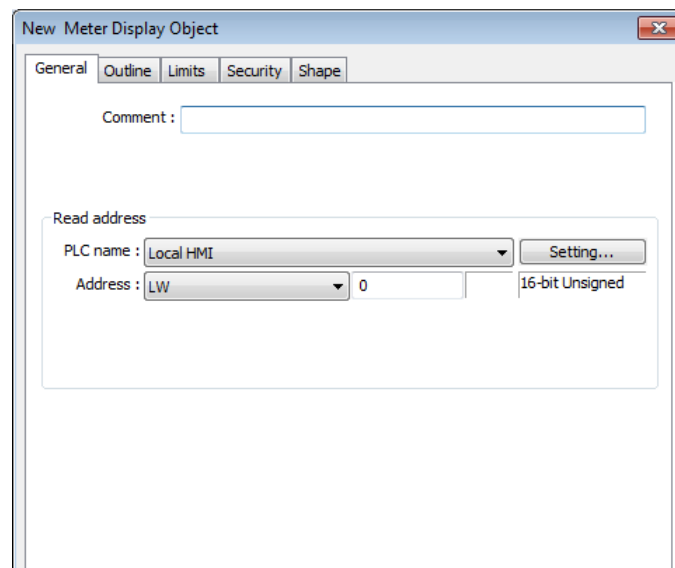 New Meter Display Object
General Outline Limits Security Shape
Comment :
Read address
PLC name : Local HMI Setting...
Address : LW 0 16-bit Unsigned